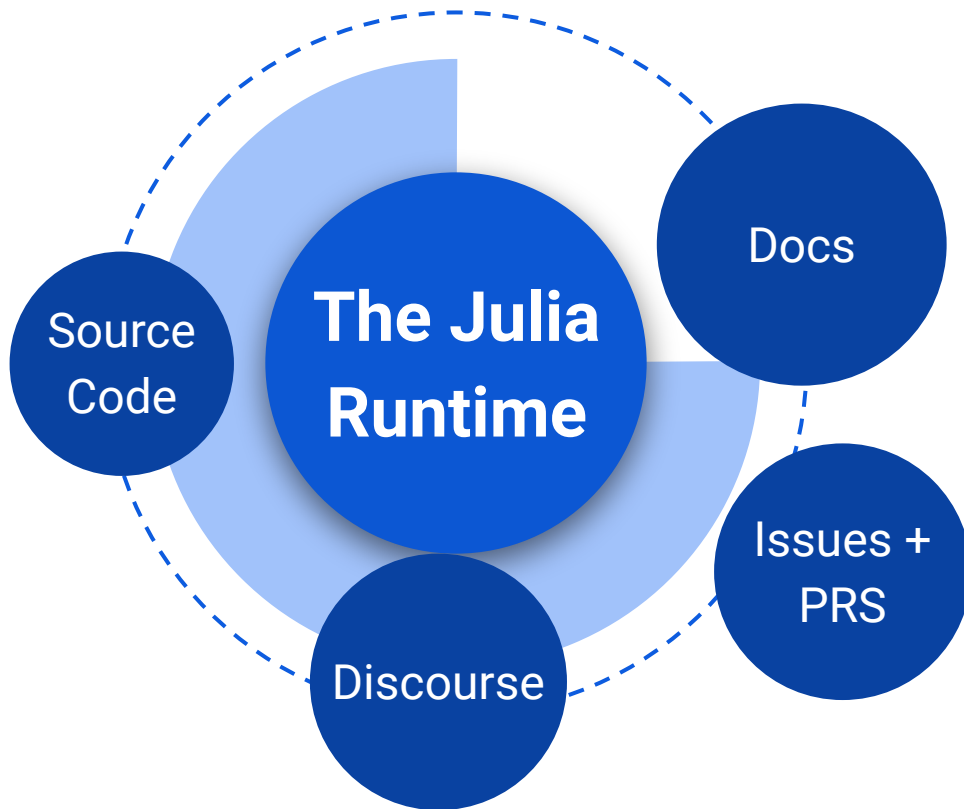 The Julia
Runtime
Docs
Source
Code
Issues +
PRS
Discourse